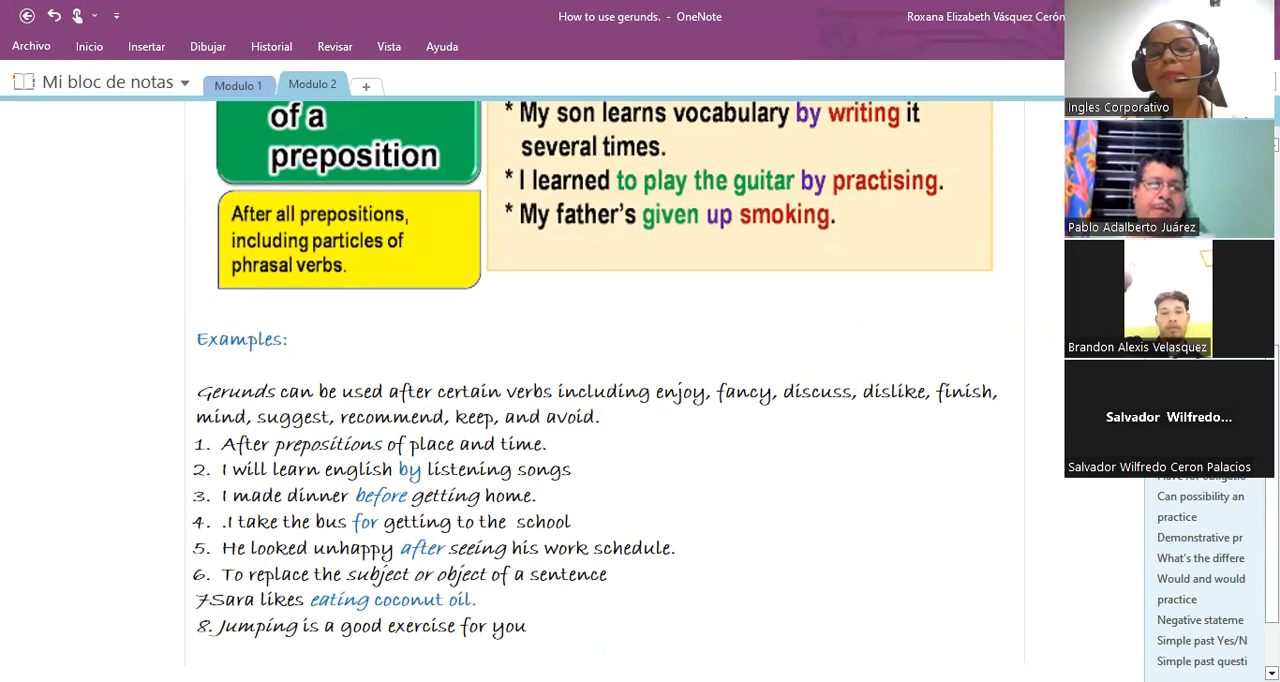 How to use gerunds. - OneNote
Roxana Elizabeth Vásquez Cerón
Archivo Inicio Insertar Dibujar Historial Revisar Vista Ayuda
Mi bloc de notas Modulo 1 Modulo 2 +
of a
preposition
After all prepositions,
including particles of
phrasal verbs.
* My son learns vocabulary by writing it
several times.
* I learned to play the guitar by practising.
* My father's given up smoking.
Examples:
Gerunds can be used after certain verbs including enjoy, fancy, discuss, dislike, finish,
mind, suggest, recommend, keep, and avoid.
1. After prepositions of place and time.
2. I will learn english by listening songs
3. I made dinner before getting home.
4. .I take the bus for getting to the school
5. He looked unhappy after seeing his work schedule.
6. To replace the subject or object of a sentence
7Sara likes eating coconut oil.
8. Jumping is a good exercise for you
Ingles Corporativo
Pablo Adalberto Juárez
Brandon Alexis Velasquez
Salvador Wilfredo...
Salvador Wilfredo Ceron Palacios
Can possibility an
practice
Demonstrative pr
What's the differe
Would and would
practice
Negative stateme
Simple past Yes/N
Simple past questi